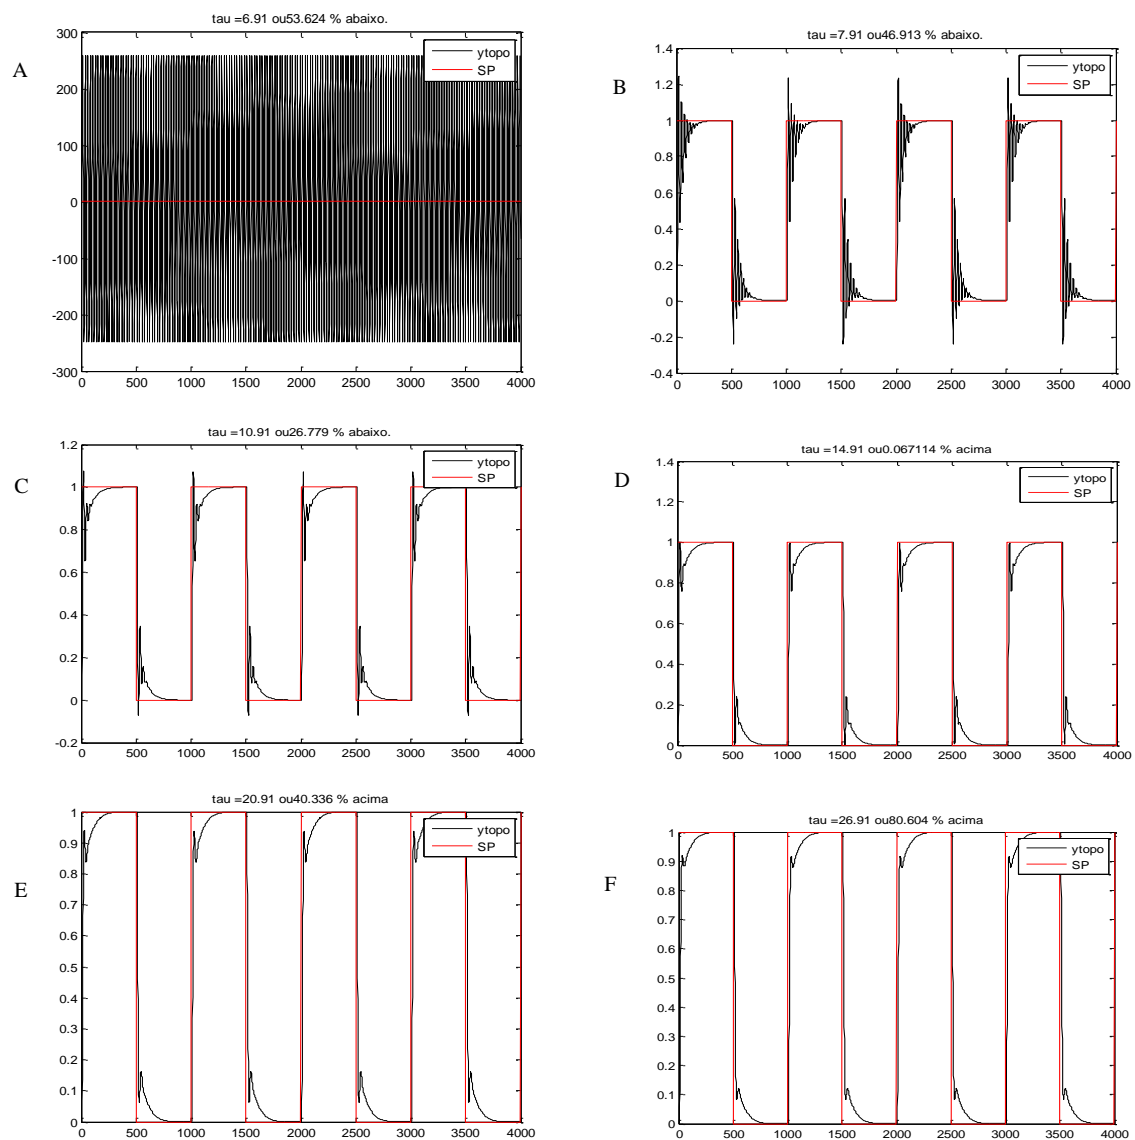 tau =6.91 ou53.624 % abaixo.
A
300
200
100
0
-100
-200
-300
0 500 1000 1500 2000 2500 3000 3500 4000
ytopo
SP
tau =7.91 ou46.913 % abaixo.
B
1.4
1.2
1
0.8
0.6
0.4
0.2
0
-0.2
-0.4
0 500 1000 1500 2000 2500 3000 3500 4000
ytopo
SP
tau =10.91 ou26.779 % abaixo.
C
1.2
1
0.8
0.6
0.4
0.2
0
-0.2
0 500 1000 1500 2000 2500 3000 3500 4000
ytopo
SP
tau =14.91 ou0.067114 % acima
D
1.4
1.2
1
0.8
0.6
0.4
0.2
0
0 500 1000 1500 2000 2500 3000 3500 4000
ytopo
SP
tau =20.91 ou40.336 % acima
E
1
0.9
0.8
0.7
0.6
0.5
0.4
0.3
0.2
0.1
0
0 500 1000 1500 2000 2500 3000 3500 4000
ytopo
SP
tau =26.91 ou80.604 % acima
F
1
0.9
0.8
0.7
0.6
0.5
0.4
0.3
0.2
0.1
0
0 500 1000 1500 2000 2500 3000 3500 4000
ytopo
SP